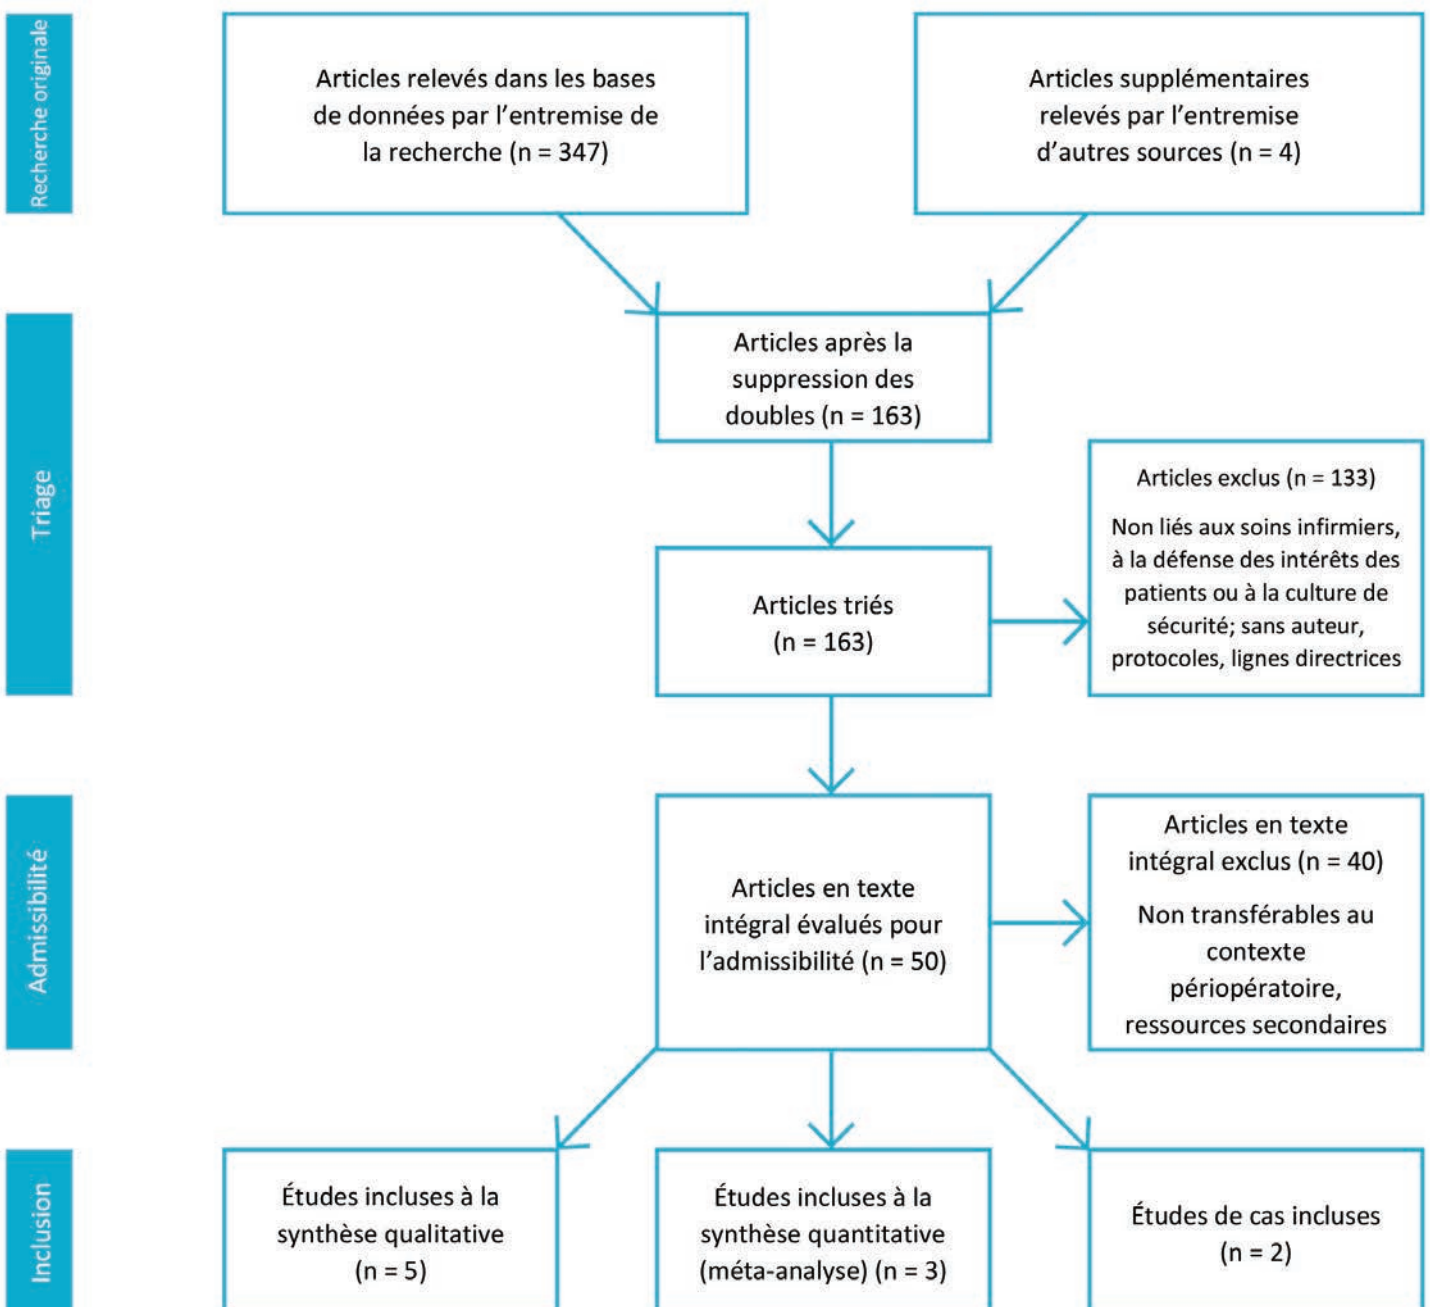 Recherche originale
Articles relevés dans les bases
de données par l'entremise de
la recherche (n = 347)
Articles supplémentaires
relevés par l'entremise
d'autres sources (n = 4)
Triage
Articles après la
suppression des
doubles (n = 163)
Articles triés
(n = 163)
Articles exclus (n = 133)
Non liés aux soins infirmiers,
à la défense des intérêts des
patients ou à la culture de
sécurité; sans auteur,
protocoles, lignes directrices
Admissibilité
Articles en texte
intégral évalués pour
l'admissibilité (n = 50)
Articles en texte
intégral exclus (n = 40)
Non transférables au
contexte
périopératoire,
ressources secondaires
Inclusion
Études incluses à la
synthèse qualitative
(n = 5)
Études incluses à la
synthèse quantitative
(méta-analyse) (n = 3)
Études de cas incluses
(n = 2)